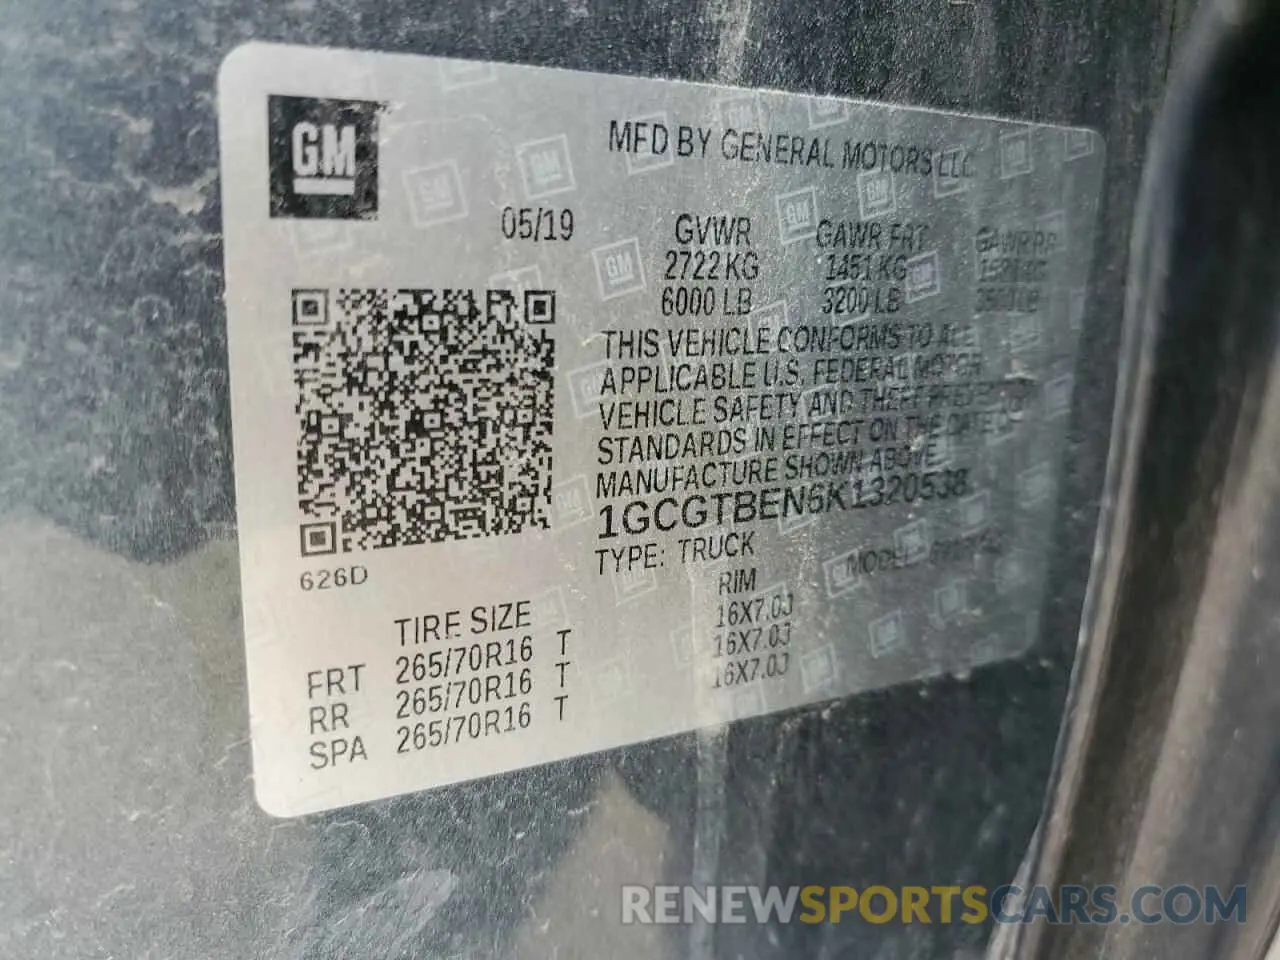 GM
MFD BY GENERAL MOTORS LLC
05/19
GVWR GAWR FRT GAWR RR
2722 KG 1451 KG
6000 LB 3200 LB
THIS VEHICLE CONFORMS TO ALL
APPLICABLE U.S. FEDERAL MOTOR
VEHICLE SAFETY AND THEFT PREVENTION
STANDARDS IN EFFECT ON THE DATE OF
MANUFACTURE SHOWN ABOVE.
1GCGTBEN6K1320538
TYPE: TRUCK MODEL:
626D
TIRE SIZE RIM
FRT 265/70R16 T 16X7.0J
RR 265/70R16 T 16X7.0J
SPA 265/70R16 T 16X7.0J
RENEWSPORTSCARS.COM